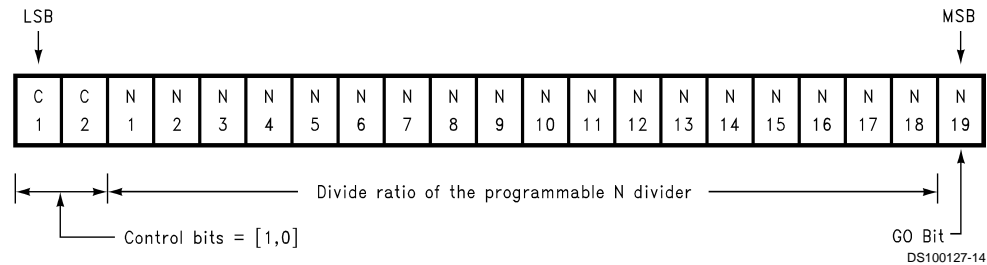 LSB MSB
C C N N N N N N N N N N N N N N N N N N N
1 2 1 2 3 4 5 6 7 8 9 10 11 12 13 14 15 16 17 18 19
Divide ratio of the programmable N divider
Control bits = [1,0] GO Bit
DS100127-14